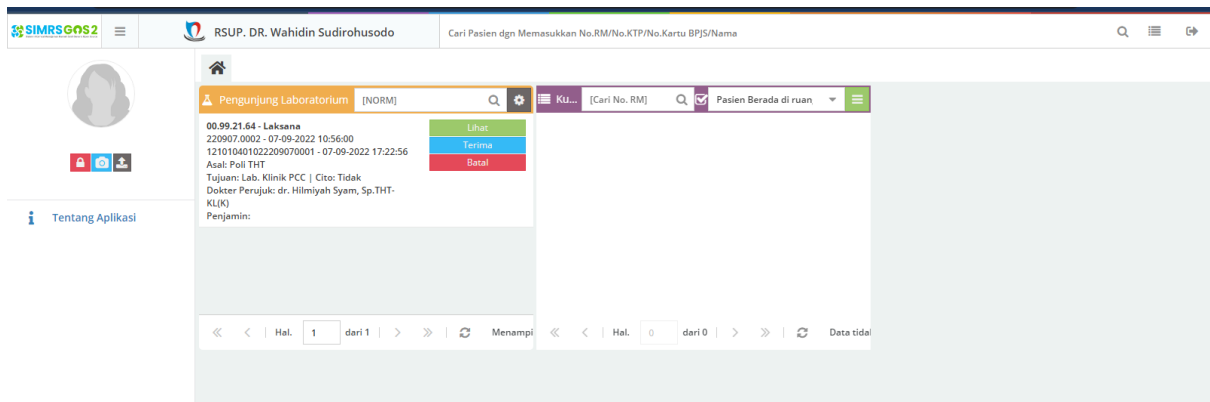 SIMRSGOS2
RSUP. DR. Wahidin Sudirohusodo
Cari Pasien dgn Memasukkan No.RM/No.KTP/No.Kartu BPJS/Nama
Pengunjung Laboratorium
[NORM]
Ku...
[Cari No. RM]
Pasien Berada di ruan
00.99.21.64 - Laksana
220907.0002 - 07-09-2022 10:56:00
121010401022209070001 - 07-09-2022 17:22:56
Asal: Poli THT
Tujuan: Lab. Klinik PCC | Cito: Tidak
Dokter Perujuk: dr. Hilmiyah Syam, Sp.THT-
KL(K)
Penjamin:
Lihat
Terima
Batal
Tentang Aplikasi
Hal. 1 dari 1
Menampi
Hal. 0 dari 0
Data tidal